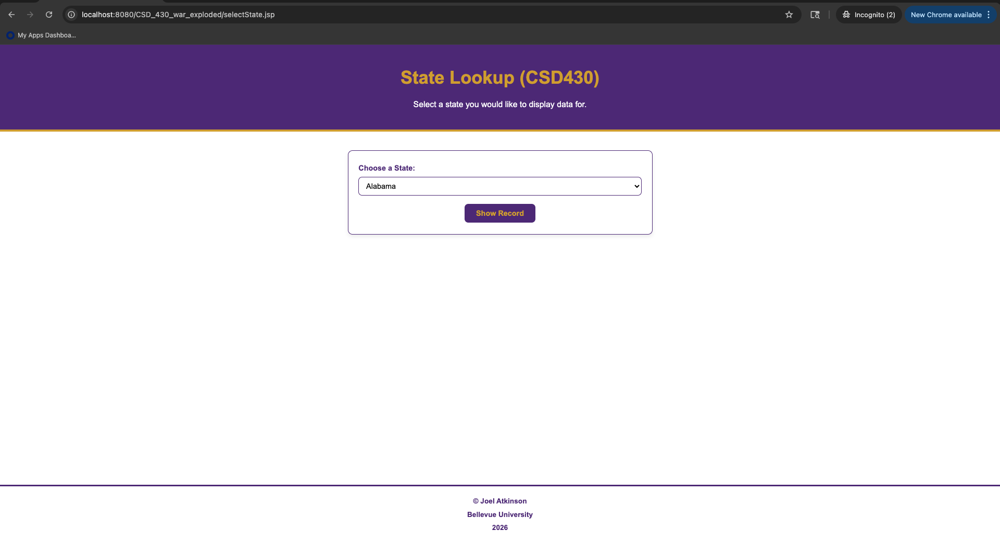 localhost:8080/CSD_430_war_exploded/selectState.jsp
Incognito (2)
New Chrome available
My Apps Dashboa...
State Lookup (CSD430)
Select a state you would like to display data for.
Choose a State:
Alabama
Show Record
© Joel Atkinson
Bellevue University
2026